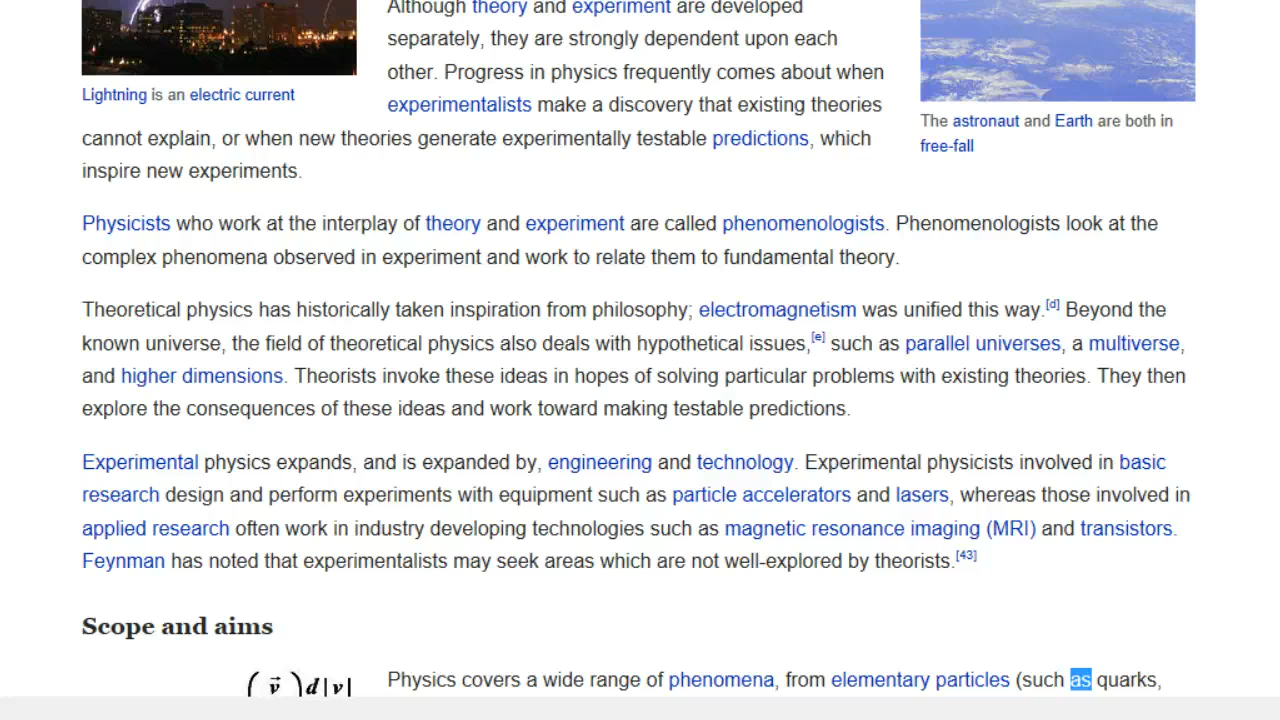 Although theory and experiment are developed
separately, they are strongly dependent upon each
other. Progress in physics frequently comes about when
experimentalists make a discovery that existing theories
cannot explain, or when new theories generate experimentally testable predictions, which
inspire new experiments.
Lightning is an electric current
The astronaut and Earth are both in
free-fall
Physicists who work at the interplay of theory and experiment are called phenomenologists. Phenomenologists look at the
complex phenomena observed in experiment and work to relate them to fundamental theory.
Theoretical physics has historically taken inspiration from philosophy; electromagnetism was unified this way.[d] Beyond the
known universe, the field of theoretical physics also deals with hypothetical issues,[e] such as parallel universes, a multiverse,
and higher dimensions. Theorists invoke these ideas in hopes of solving particular problems with existing theories. They then
explore the consequences of these ideas and work toward making testable predictions.
Experimental physics expands, and is expanded by, engineering and technology. Experimental physicists involved in basic
research design and perform experiments with equipment such as particle accelerators and lasers, whereas those involved in
applied research often work in industry developing technologies such as magnetic resonance imaging (MRI) and transistors.
Feynman has noted that experimentalists may seek areas which are not well-explored by theorists.[43]
Scope and aims
(v⃗) d|v|
Physics covers a wide range of phenomena, from elementary particles (such as quarks,